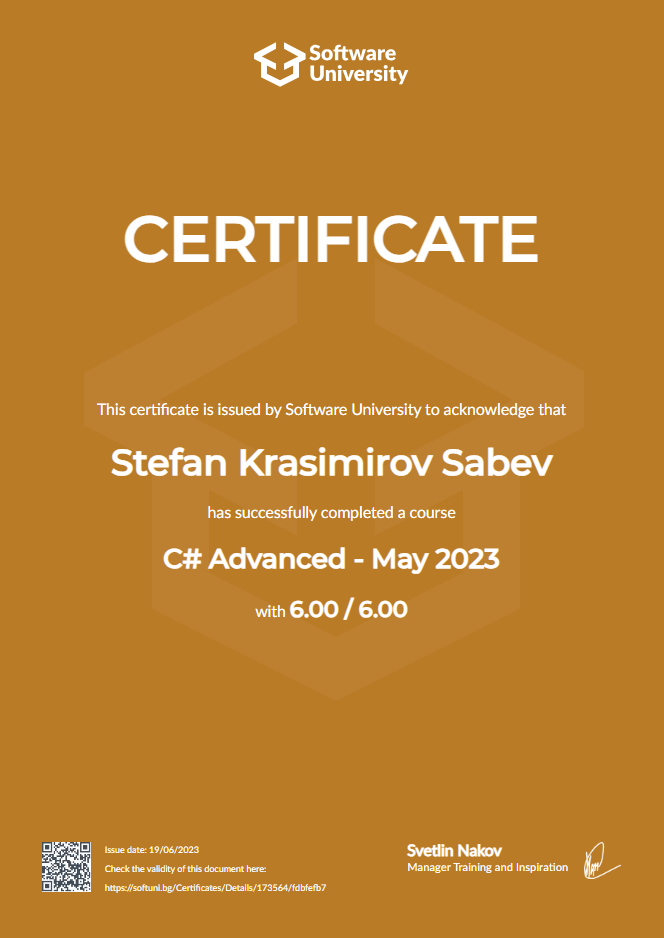 Software
University
CERTIFICATE
This certificate is issued by Software University to acknowledge that
Stefan Krasimirov Sabev
has successfully completed a course
C# Advanced - May 2023
with 6.00 / 6.00
Issue date: 19/06/2023
Check the validity of this document here:
https://softuni.bg/Certificates/Details/173564/fdbfefb7
Svetlin Nakov
Manager Training and Inspiration